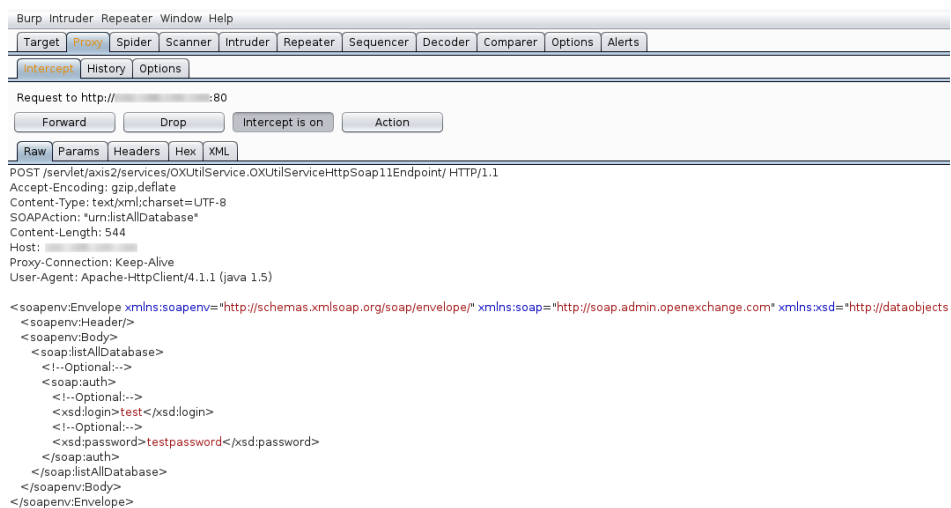 Burp Intruder Repeater Window Help
Target Proxy Spider Scanner Intruder Repeater Sequencer Decoder Comparer Options Alerts
Intercept History Options
Request to http:// :80
Forward Drop Intercept is on Action
Raw Params Headers Hex XML
POST /servlet/axis2/services/OXUtilService.OXUtilServiceHttpSoap11Endpoint/ HTTP/1.1
Accept-Encoding: gzip,deflate
Content-Type: text/xml;charset=UTF-8
SOAPAction: "urn:listAllDatabase"
Content-Length: 544
Host:
Proxy-Connection: Keep-Alive
User-Agent: Apache-HttpClient/4.1.1 (java 1.5)
<soapenv:Envelope xmlns:soapenv="http://schemas.xmlsoap.org/soap/envelope/" xmlns:soap="http://soap.admin.openexchange.com" xmlns:xsd="http://dataobjects
<soapenv:Header/>
<soapenv:Body>
<soap:listAllDatabase>
<!--Optional:-->
<soap:auth>
<!--Optional:-->
<xsd:login>test</xsd:login>
<!--Optional:-->
<xsd:password>testpassword</xsd:password>
</soap:auth>
</soap:listAllDatabase>
</soapenv:Body>
</soapenv:Envelope>